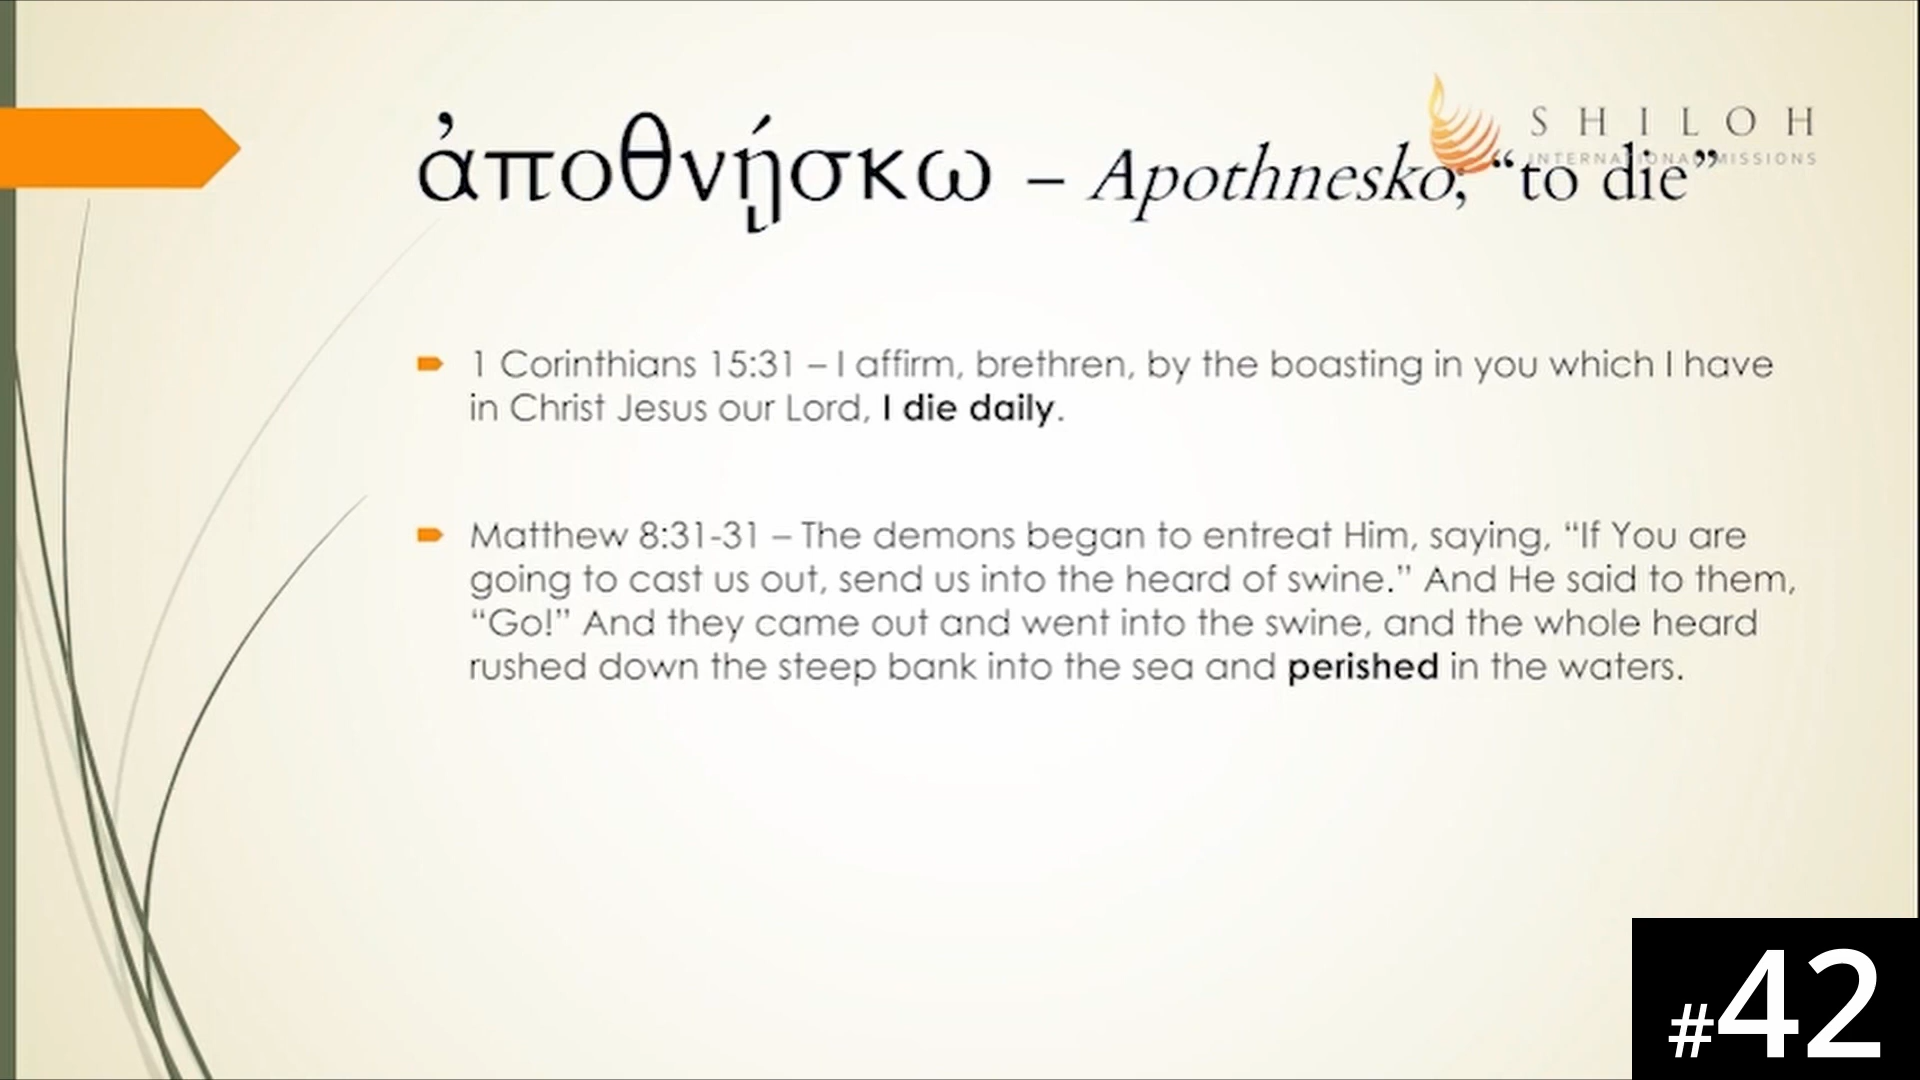 SHILOH
INTERNATIONAL MISSIONS
ἀποθνῄσκω – Apothnesko, “to die”
1 Corinthians 15:31 – I affirm, brethren, by the boasting in you which I have
in Christ Jesus our Lord, I die daily.
Matthew 8:31-31 – The demons began to entreat Him, saying, “If You are
going to cast us out, send us into the heard of swine.” And He said to them,
“Go!” And they came out and went into the swine, and the whole heard
rushed down the steep bank into the sea and perished in the waters.
#42